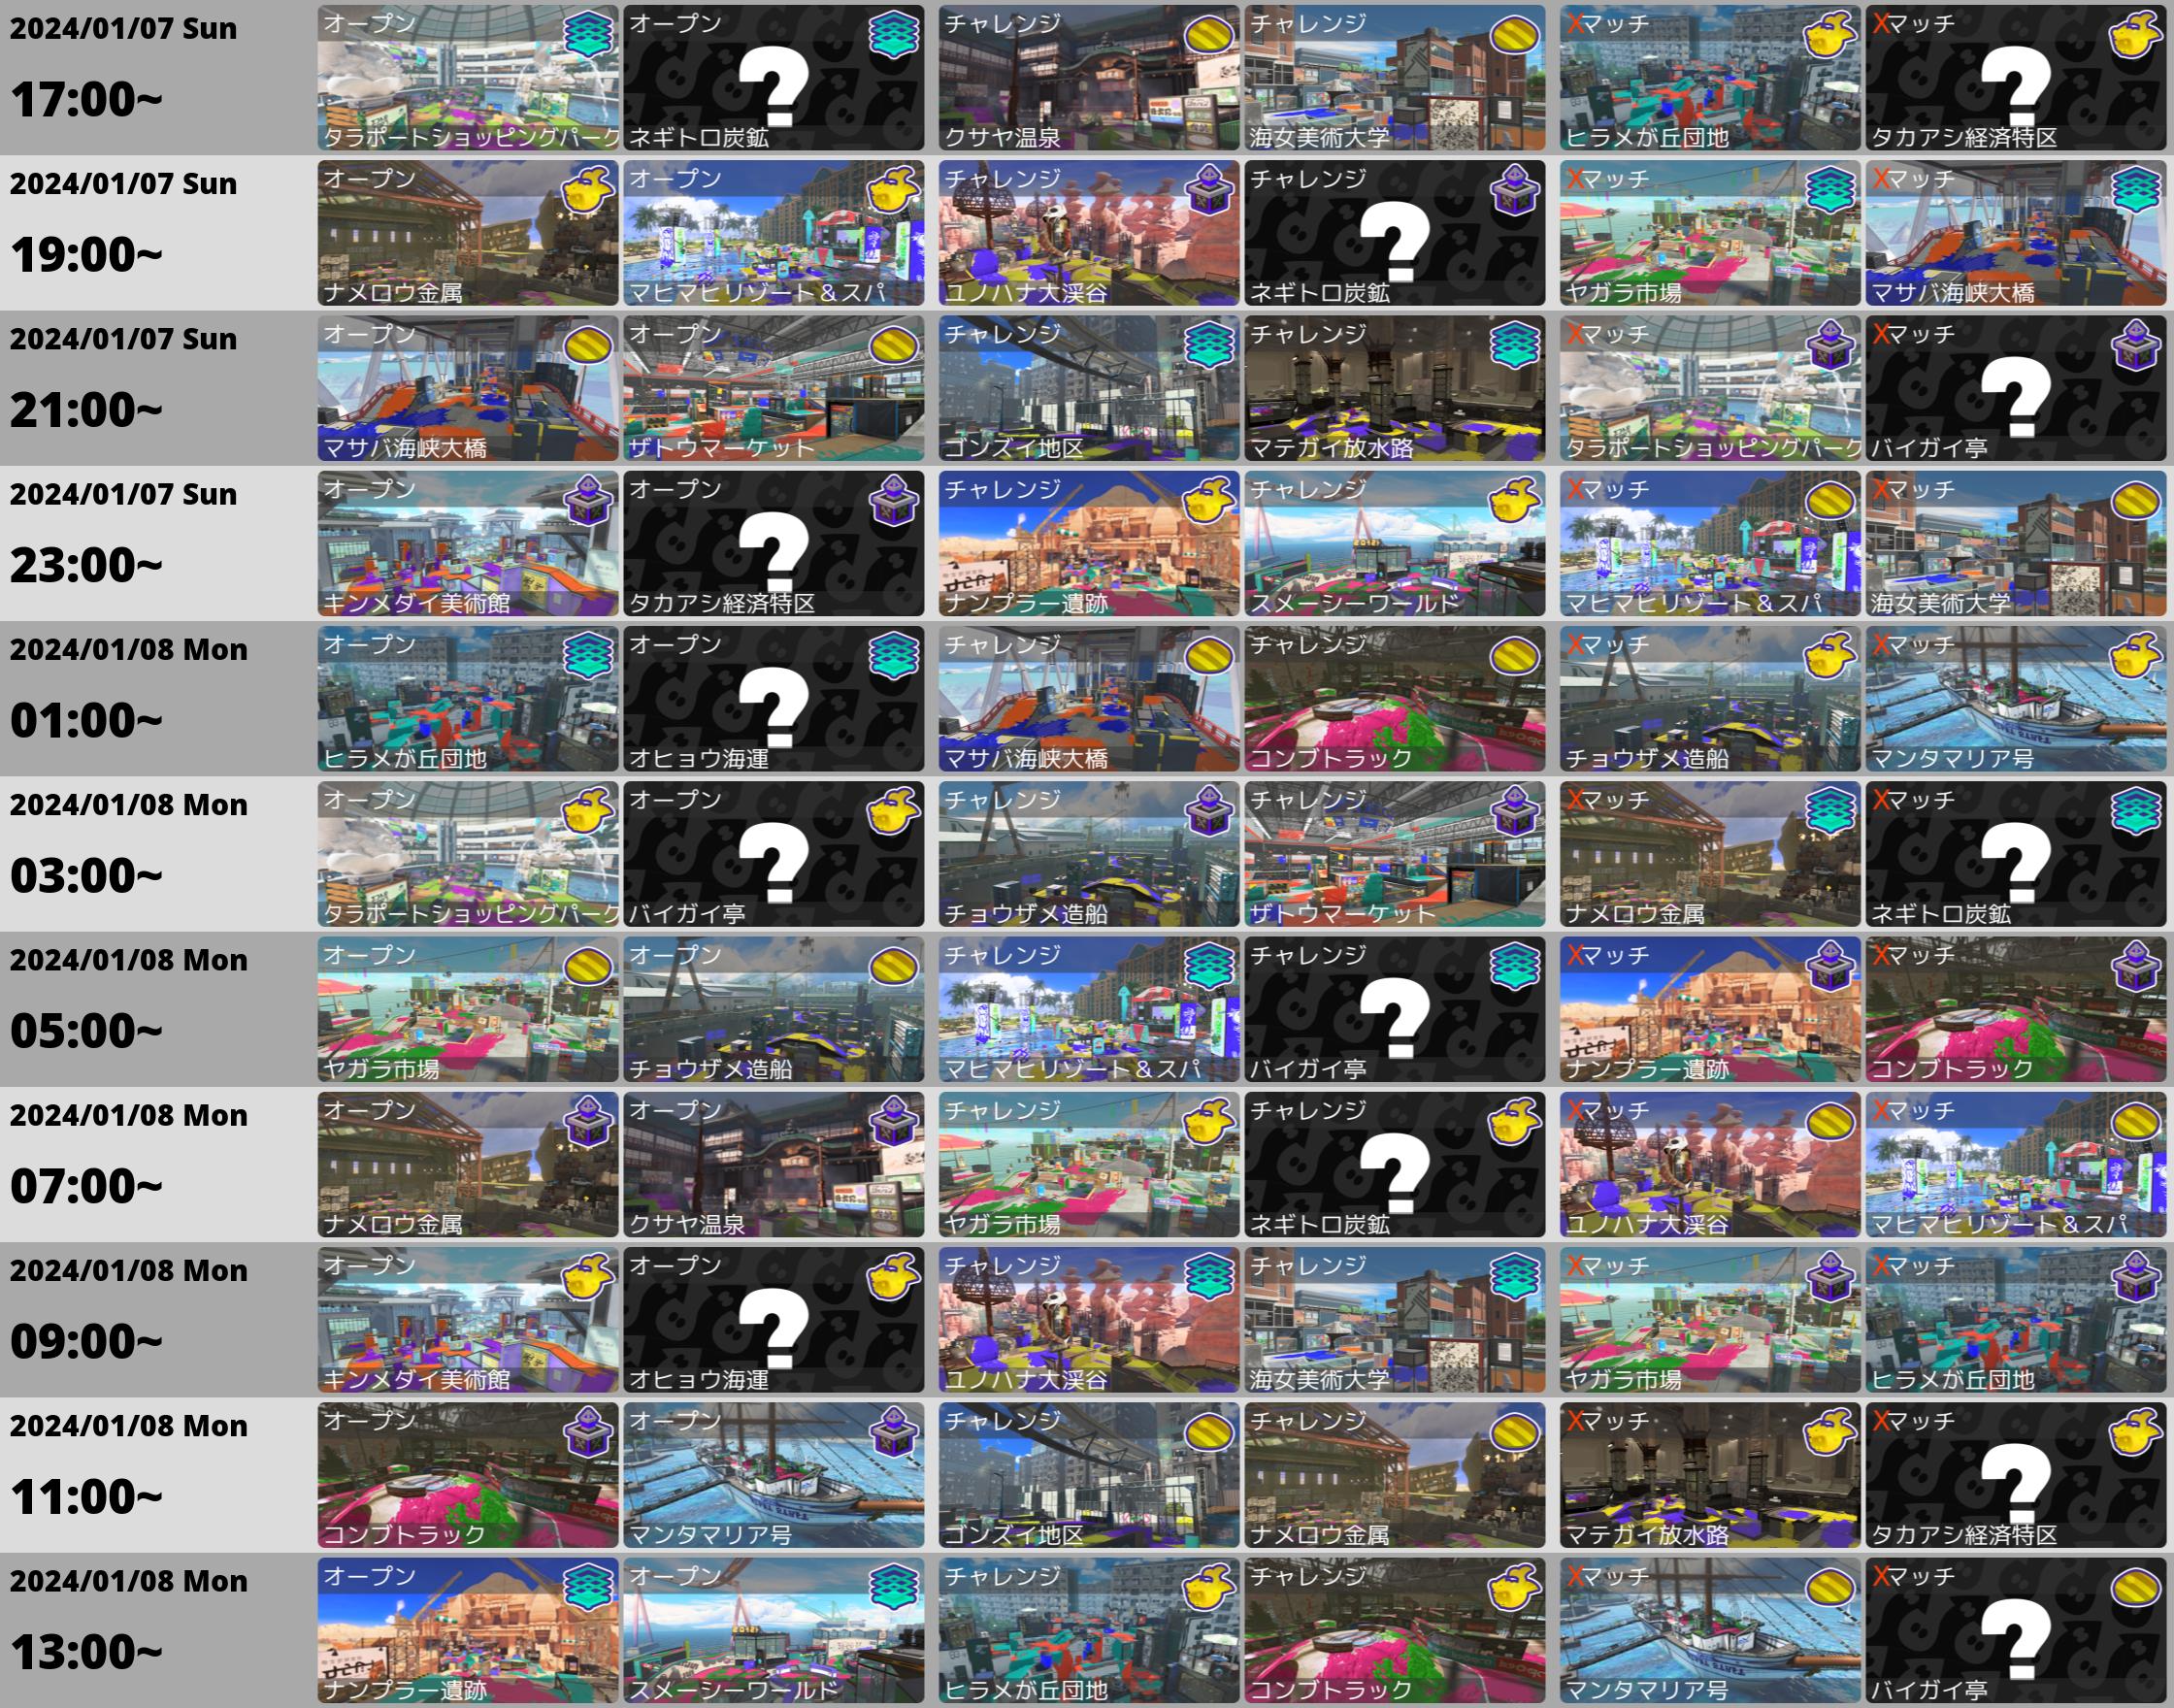 2024/01/07 Sun
17:00~
オープン
タラポートショッピングパーク
オープン
ネギトロ炭鉱
チャレンジ
クサヤ温泉
チャレンジ
海女美術大学
Xマッチ
ヒラメが丘団地
Xマッチ
タカアシ経済特区
2024/01/07 Sun
19:00~
オープン
ナメロウ金属
オープン
マヒマヒリゾート＆スパ
チャレンジ
ユノハナ大渓谷
チャレンジ
ネギトロ炭鉱
Xマッチ
ヤガラ市場
Xマッチ
マサバ海峡大橋
2024/01/07 Sun
21:00~
オープン
マサバ海峡大橋
オープン
ザトウマーケット
チャレンジ
ゴンズイ地区
チャレンジ
マテガイ放水路
Xマッチ
タラポートショッピングパーク
Xマッチ
バイガイ亭
2024/01/07 Sun
23:00~
オープン
キンメダイ美術館
オープン
タカアシ経済特区
チャレンジ
ナンプラー遺跡
チャレンジ
スメーシーワールド
Xマッチ
マヒマヒリゾート＆スパ
Xマッチ
海女美術大学
2024/01/08 Mon
01:00~
オープン
ヒラメが丘団地
オープン
オヒョウ海運
チャレンジ
マサバ海峡大橋
チャレンジ
コンブトラック
Xマッチ
チョウザメ造船
Xマッチ
マンタマリア号
2024/01/08 Mon
03:00~
オープン
タラポートショッピングパーク
オープン
バイガイ亭
チャレンジ
チョウザメ造船
チャレンジ
ザトウマーケット
Xマッチ
ナメロウ金属
Xマッチ
ネギトロ炭鉱
2024/01/08 Mon
05:00~
オープン
ヤガラ市場
オープン
チョウザメ造船
チャレンジ
マヒマヒリゾート＆スパ
チャレンジ
バイガイ亭
Xマッチ
ナンプラー遺跡
Xマッチ
コンブトラック
2024/01/08 Mon
07:00~
オープン
ナメロウ金属
オープン
クサヤ温泉
チャレンジ
ヤガラ市場
チャレンジ
ネギトロ炭鉱
Xマッチ
ユノハナ大渓谷
Xマッチ
マヒマヒリゾート＆スパ
2024/01/08 Mon
09:00~
オープン
キンメダイ美術館
オープン
オヒョウ海運
チャレンジ
ユノハナ大渓谷
チャレンジ
海女美術大学
Xマッチ
ヤガラ市場
Xマッチ
ヒラメが丘団地
2024/01/08 Mon
11:00~
オープン
コンブトラック
オープン
マンタマリア号
チャレンジ
ゴンズイ地区
チャレンジ
ナメロウ金属
Xマッチ
マテガイ放水路
Xマッチ
タカアシ経済特区
2024/01/08 Mon
13:00~
オープン
ナンプラー遺跡
オープン
スメーシーワールド
チャレンジ
ヒラメが丘団地
チャレンジ
コンブトラック
Xマッチ
マンタマリア号
Xマッチ
バイガイ亭